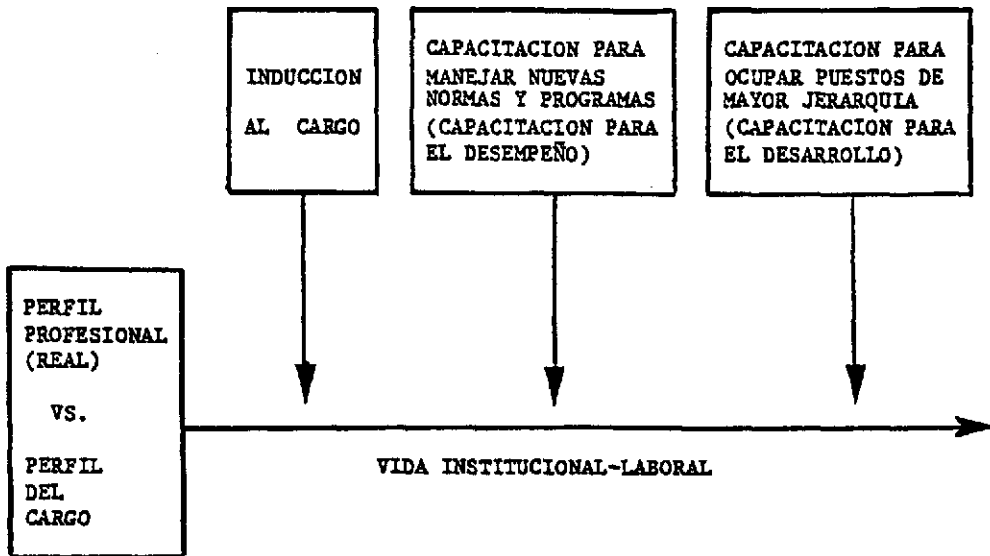 INDUCCION
AL CARGO
CAPACITACION PARA
MANEJAR NUEVAS
NORMAS Y PROGRAMAS
(CAPACITACION PARA
EL DESEMPEÑO)
CAPACITACION PARA
OCUPAR PUESTOS DE
MAYOR JERARQUIA
(CAPACITACION PARA
EL DESARROLLO)
PERFIL
PROFESIONAL
(REAL)
VS.
PERFIL
DEL
CARGO
VIDA INSTITUCIONAL-LABORAL